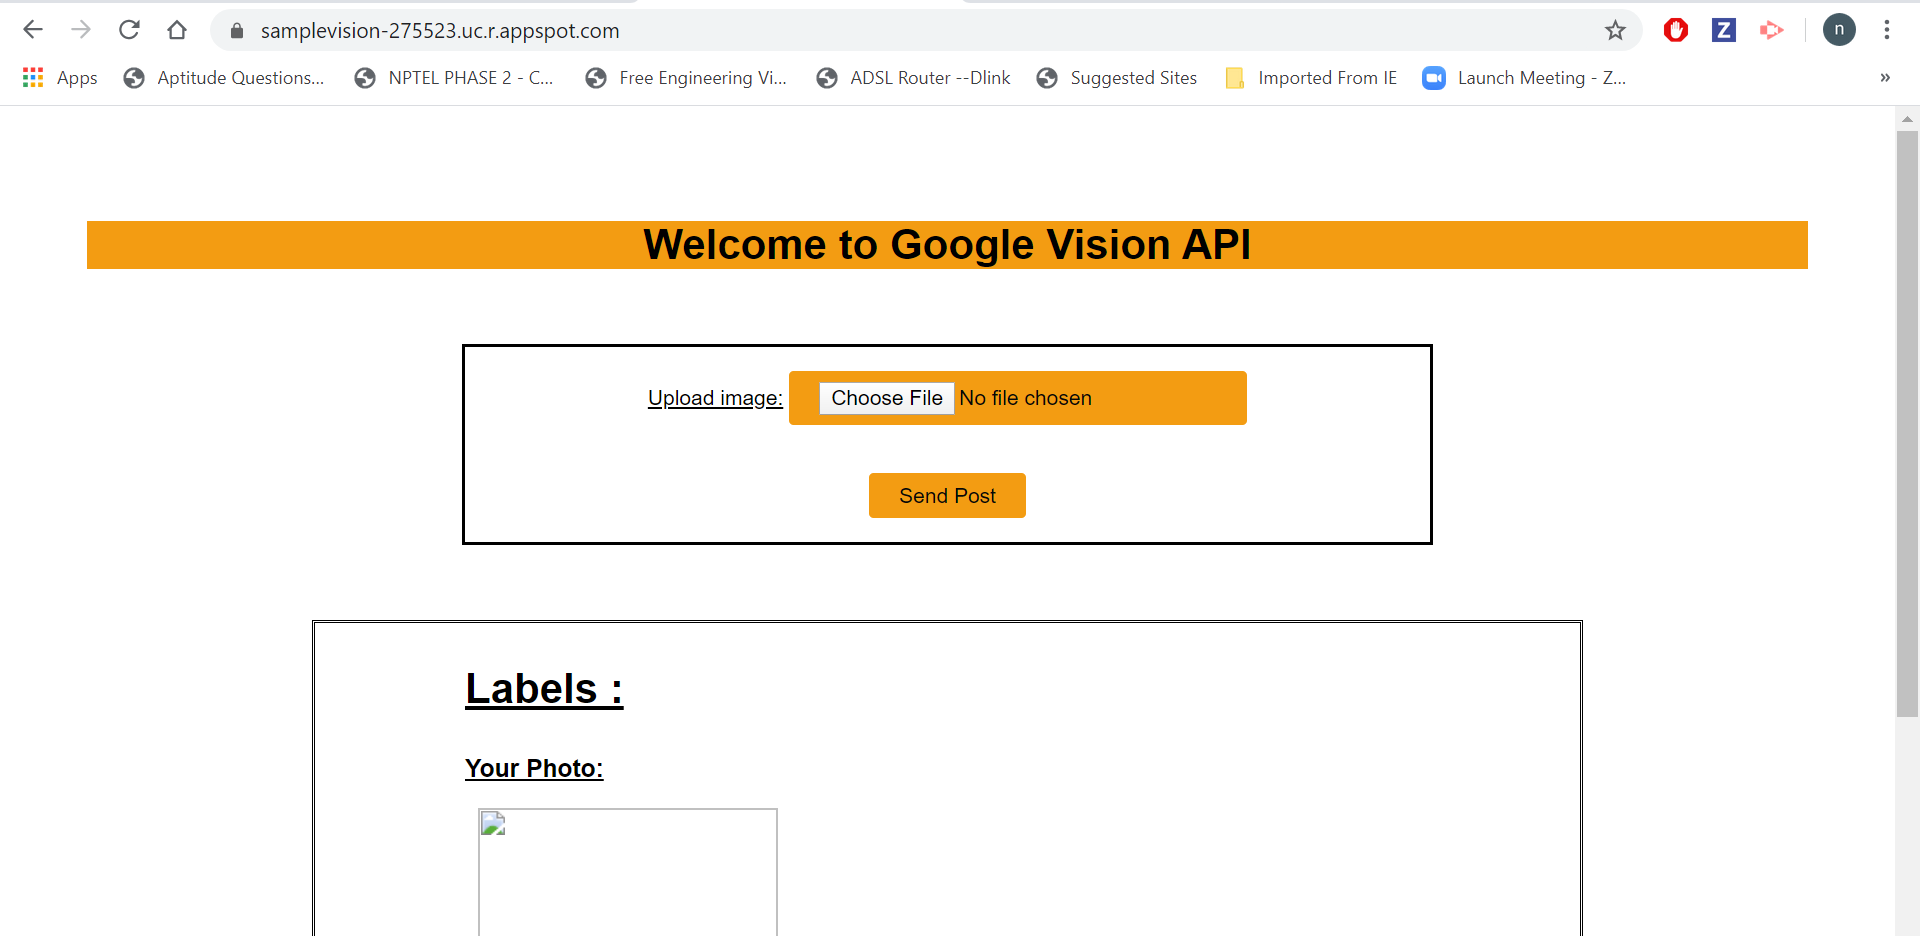 samplevision-275523.uc.r.appspot.com
n
Apps
Aptitude Questions...
NPTEL PHASE 2 - C...
Free Engineering Vi...
ADSL Router --Dlink
Suggested Sites
Imported From IE
Launch Meeting - Z...
»
Welcome to Google Vision API
Upload image: Choose File No file chosen
Send Post
Labels :
Your Photo: